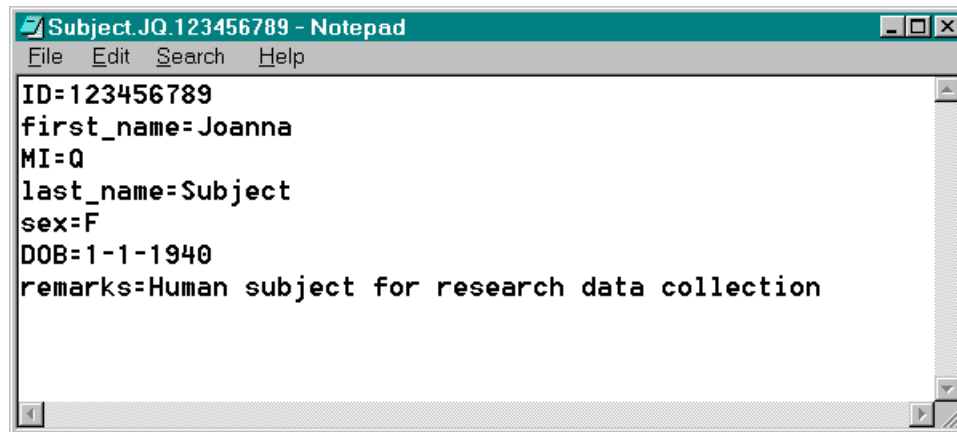 Subject.JQ.123456789 - Notepad
File Edit Search Help
ID=123456789
first_name=Joanna
MI=Q
last_name=Subject
sex=F
DOB=1-1-1940
remarks=Human subject for research data collection